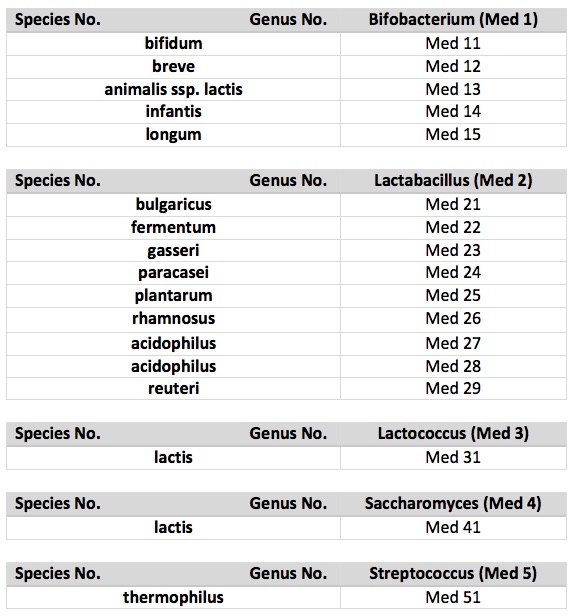 Species No. Genus No. Bifobacterium (Med 1)
bifidum Med 11
breve Med 12
animalis ssp. lactis Med 13
infantis Med 14
longum Med 15
Species No. Genus No. Lactabacillus (Med 2)
bulgaricus Med 21
fermentum Med 22
gasseri Med 23
paracasei Med 24
plantarum Med 25
rhamnosus Med 26
acidophilus Med 27
acidophilus Med 28
reuteri Med 29
Species No. Genus No. Lactococcus (Med 3)
lactis Med 31
Species No. Genus No. Saccharomyces (Med 4)
lactis Med 41
Species No. Genus No. Streptococcus (Med 5)
thermophilus Med 51